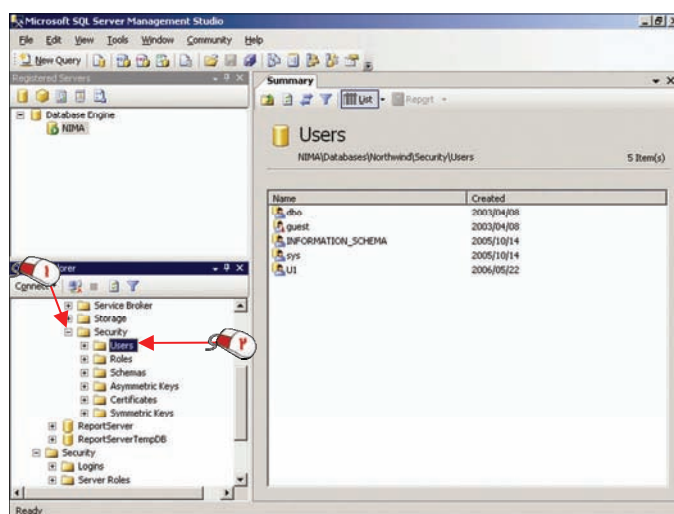 Microsoft SQL Server Management Studio
File Edit View Tools Window Community Help
New Query
Registered Servers
Database Engine
NIMA
Summary
List Report
Users
NIMA\Databases\Northwind\Security\Users 5 Item(s)
Name Created
dbo 2003/04/08
guest 2003/04/08
INFORMATION_SCHEMA 2005/10/14
sys 2005/10/14
U1 2006/05/22
۱
Service Broker
Storage
Security
Users
۲
Roles
Schemas
Asymmetric Keys
Certificates
Symmetric Keys
ReportServer
ReportServerTempDB
Security
Logins
Server Roles
Ready